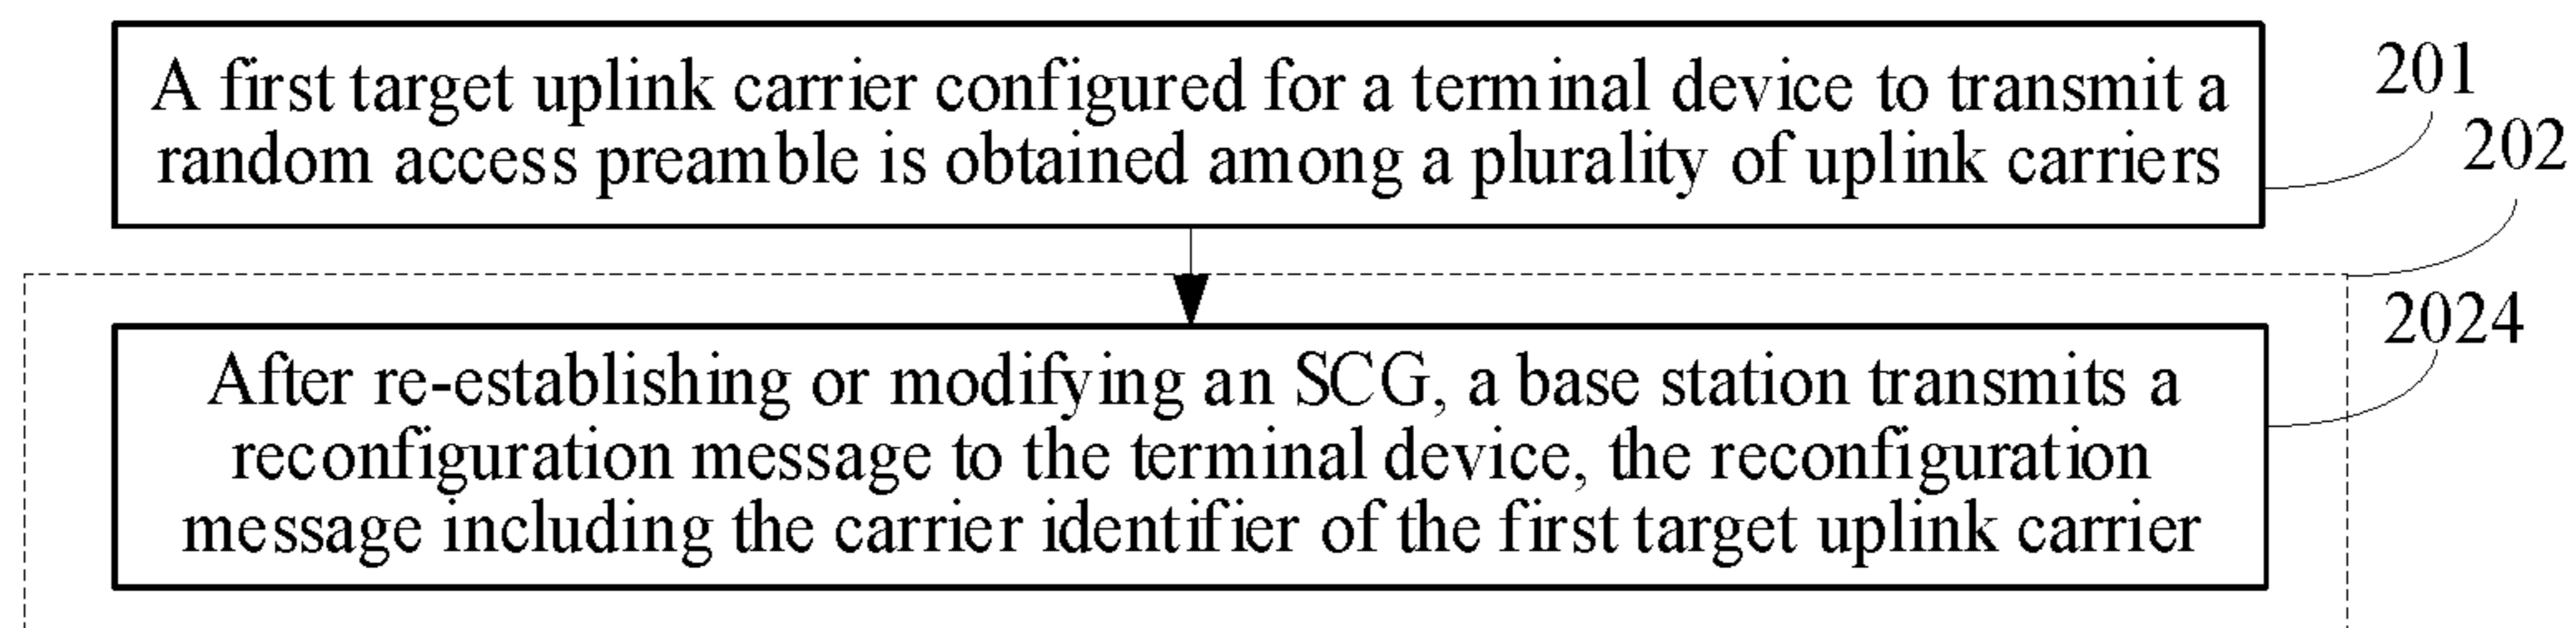 A first target uplink carrier configured for a terminal device to transmit a
random access preamble is obtained among a plurality of uplink carriers
201
202
After re-establishing or modifying an SCG, a base station transmits a
reconfiguration message to the terminal device, the reconfiguration
message including the carrier identifier of the first target uplink carrier
2024